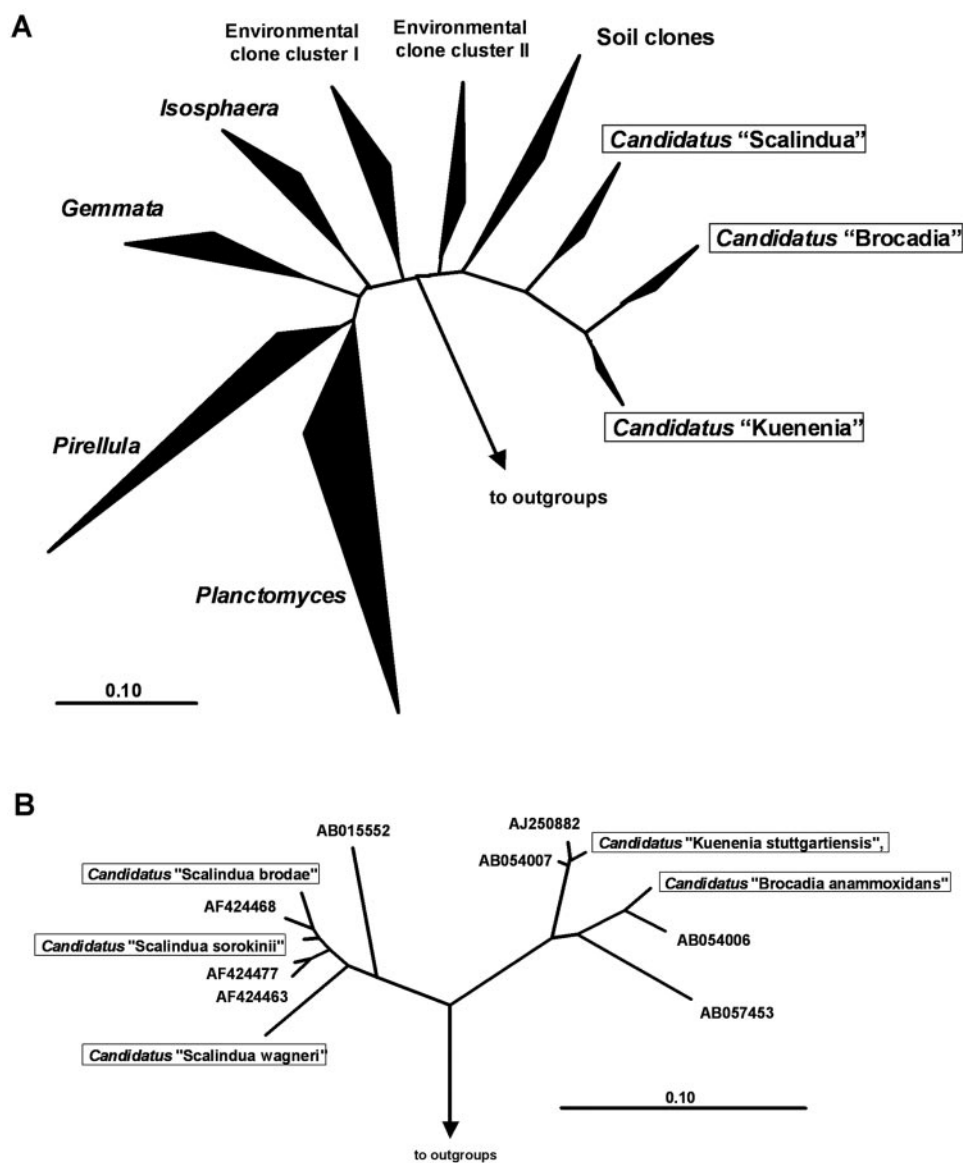 A
Environmental
clone cluster I
Environmental
clone cluster II
Soil clones
Isosphaera
Candidatus “Scalindua”
Gemmata
Candidatus “Brocadia”
Pirellula
Candidatus “Kuenenia”
to outgroups
Planctomyces
0.10
B
AB015552
AJ250882
Candidatus "Kuenenia stuttgartiensis",
AB054007
Candidatus "Scalindua brodae"
Candidatus "Brocadia anammoxidans"
AF424468
Candidatus "Scalindua sorokinii"
AB054006
AF424477
AF424463
AB057453
Candidatus "Scalindua wagneri"
0.10
to outgroups